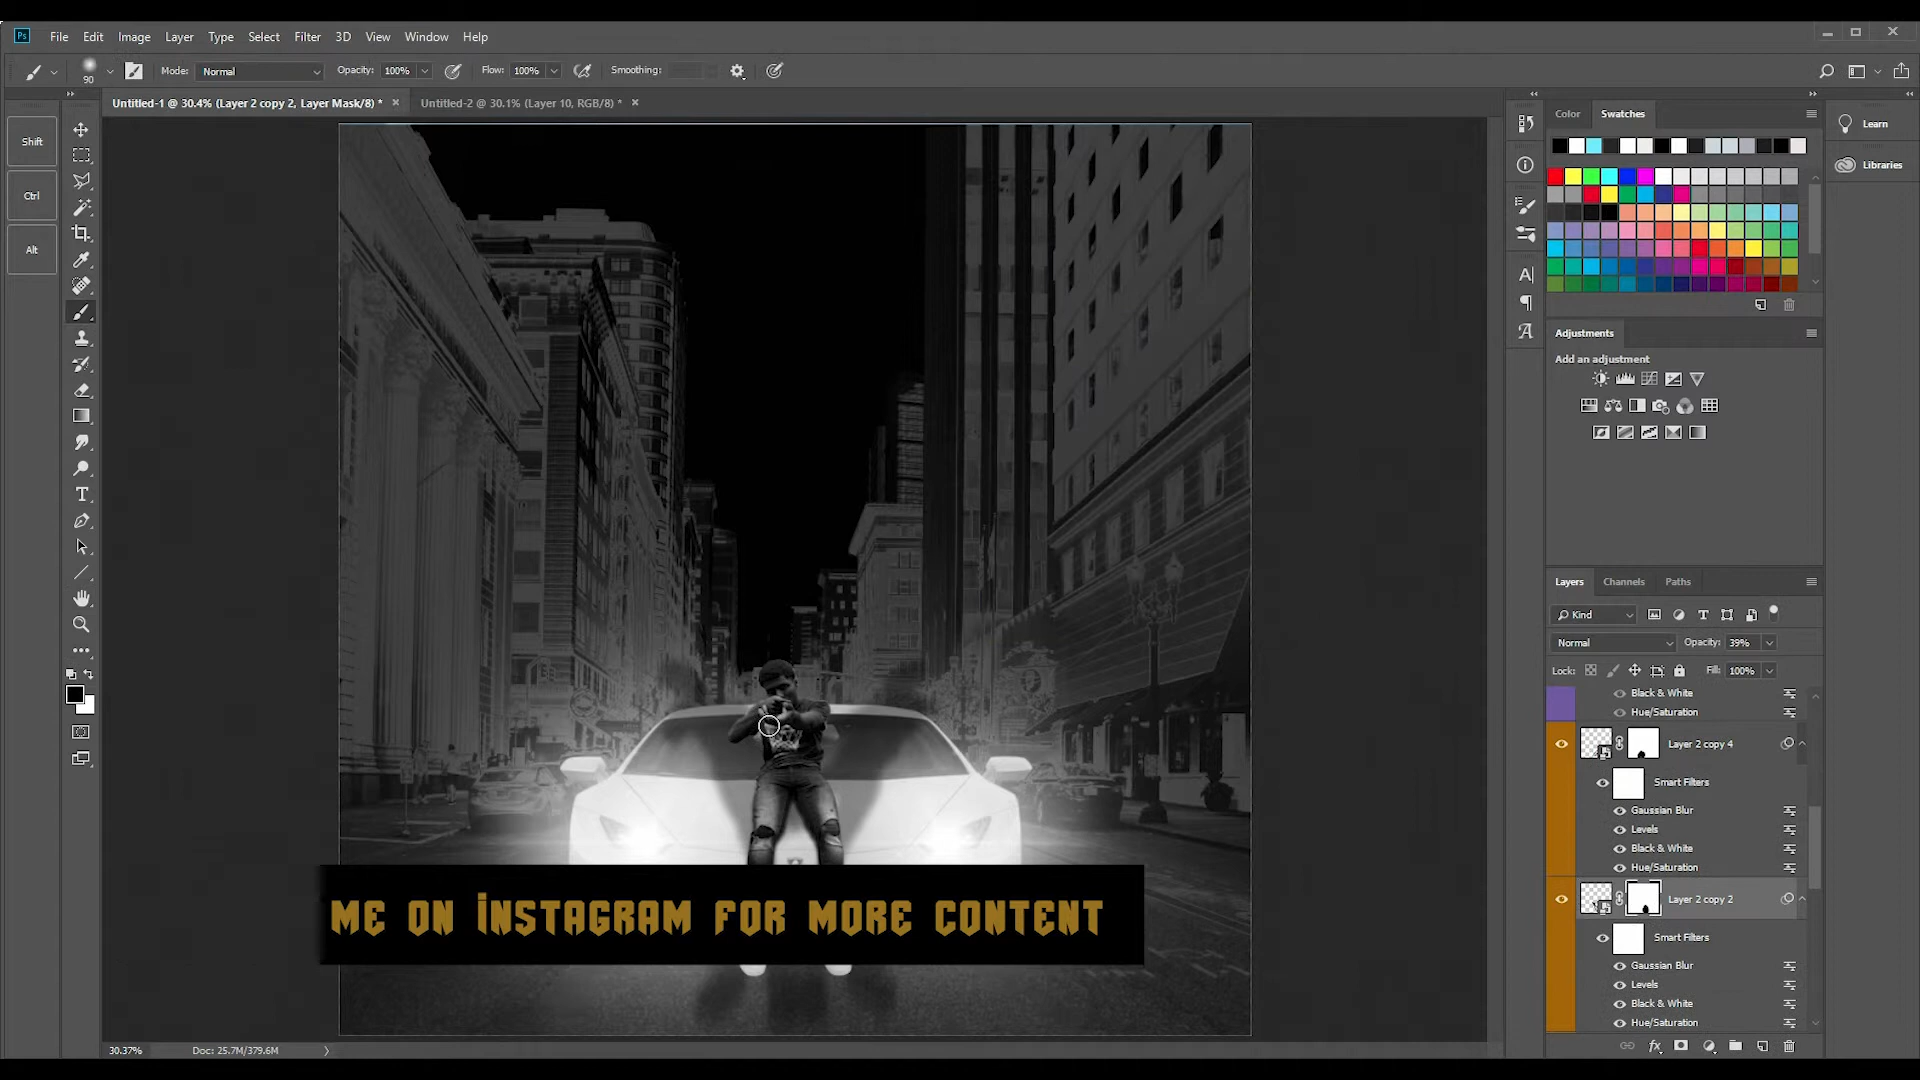 Ps File Edit Image Layer Type Select Filter 3D View Window Help
90 Mode: Normal Opacity: 100% Flow: 100% Smoothing:
Untitled-1 @ 30.4% (Layer 2 copy 2, Layer Mask/8) * Untitled-2 @ 30.1% (Layer 10, RGB/8) *
Shift
Ctrl
Alt
Color Swatches
Learn
Libraries
Adjustments
Add an adjustment
Layers Channels Paths
Kind
Normal Opacity: 39%
Lock: Fill: 100%
Black & White
Hue/Saturation
Layer 2 copy 4
Smart Filters
Gaussian Blur
Levels
Black & White
Hue/Saturation
Layer 2 copy 2
Smart Filters
Gaussian Blur
Levels
Black & White
Hue/Saturation
ME ON INSTAGRAM FOR MORE CONTENT
30.37% Doc: 25.7M/379.6M